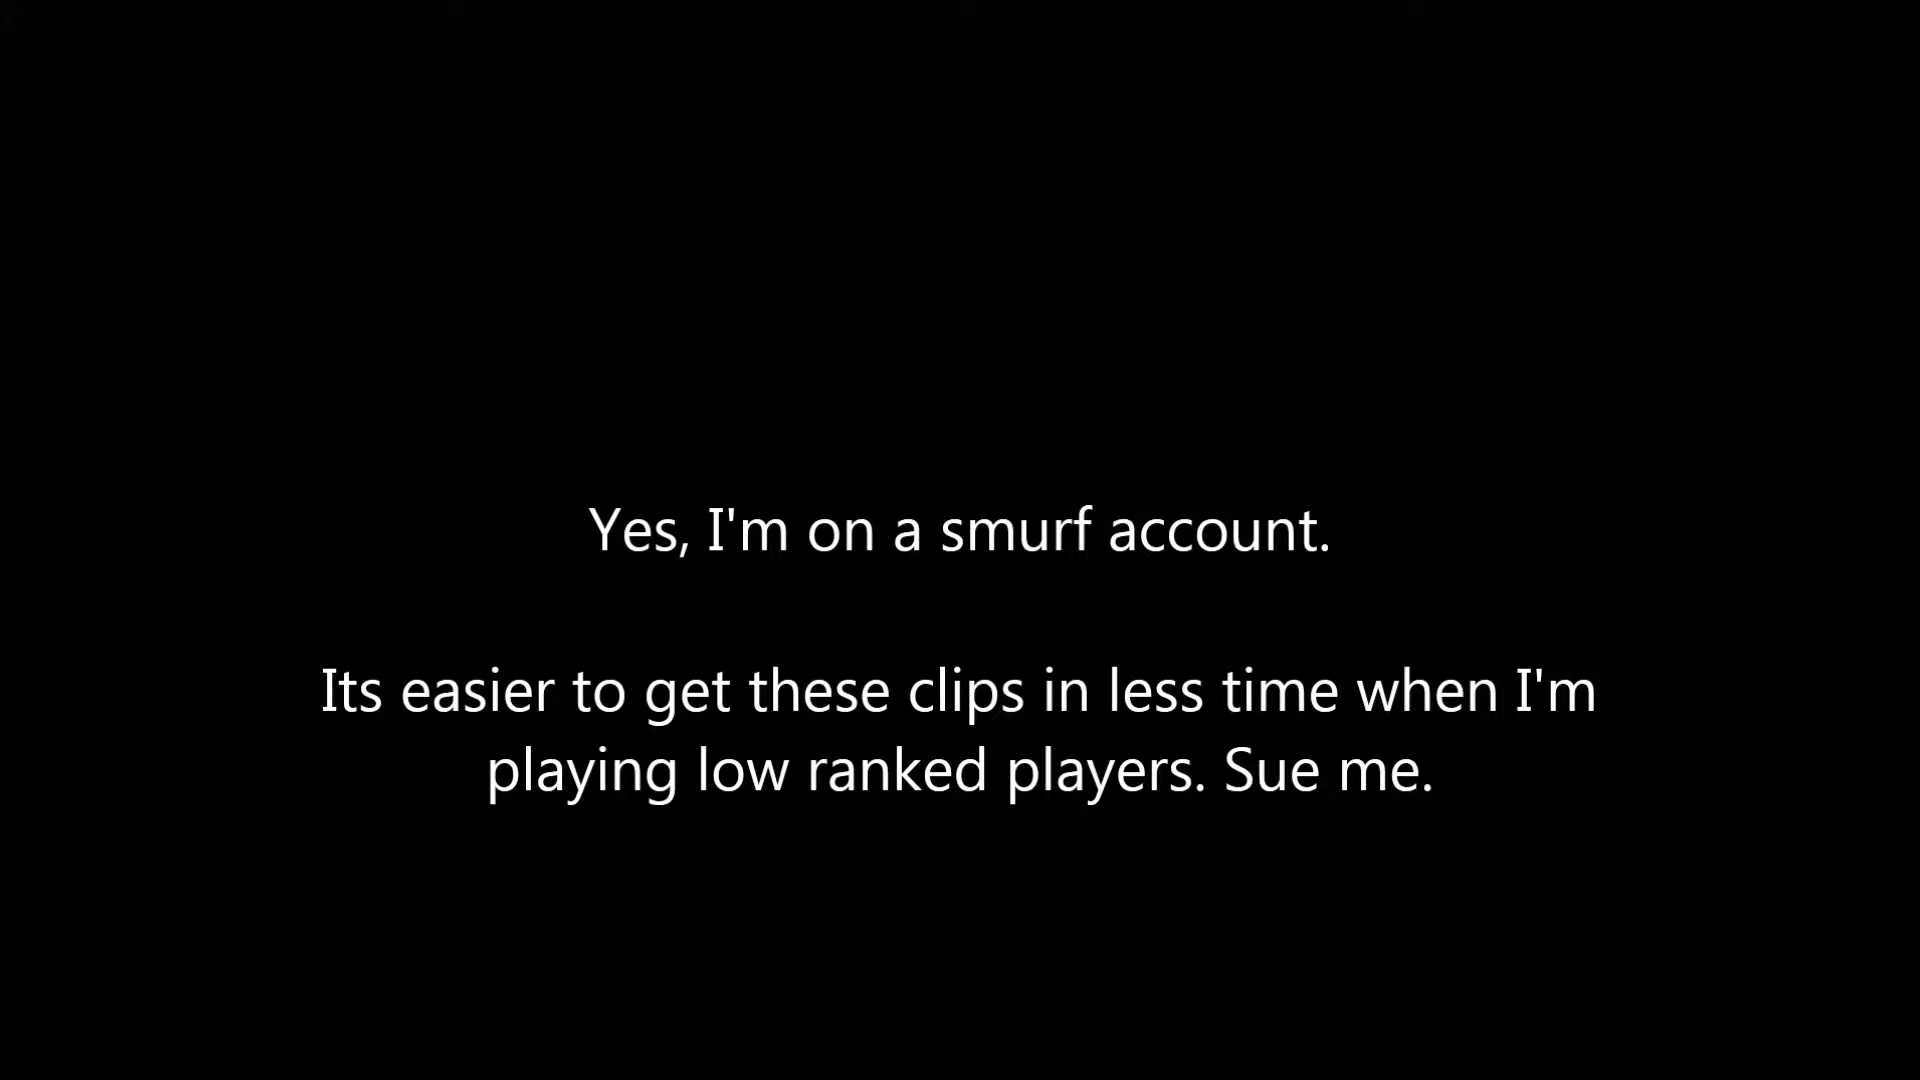 Yes, I'm on a smurf account.
Its easier to get these clips in less time when I'm
playing low ranked players. Sue me.